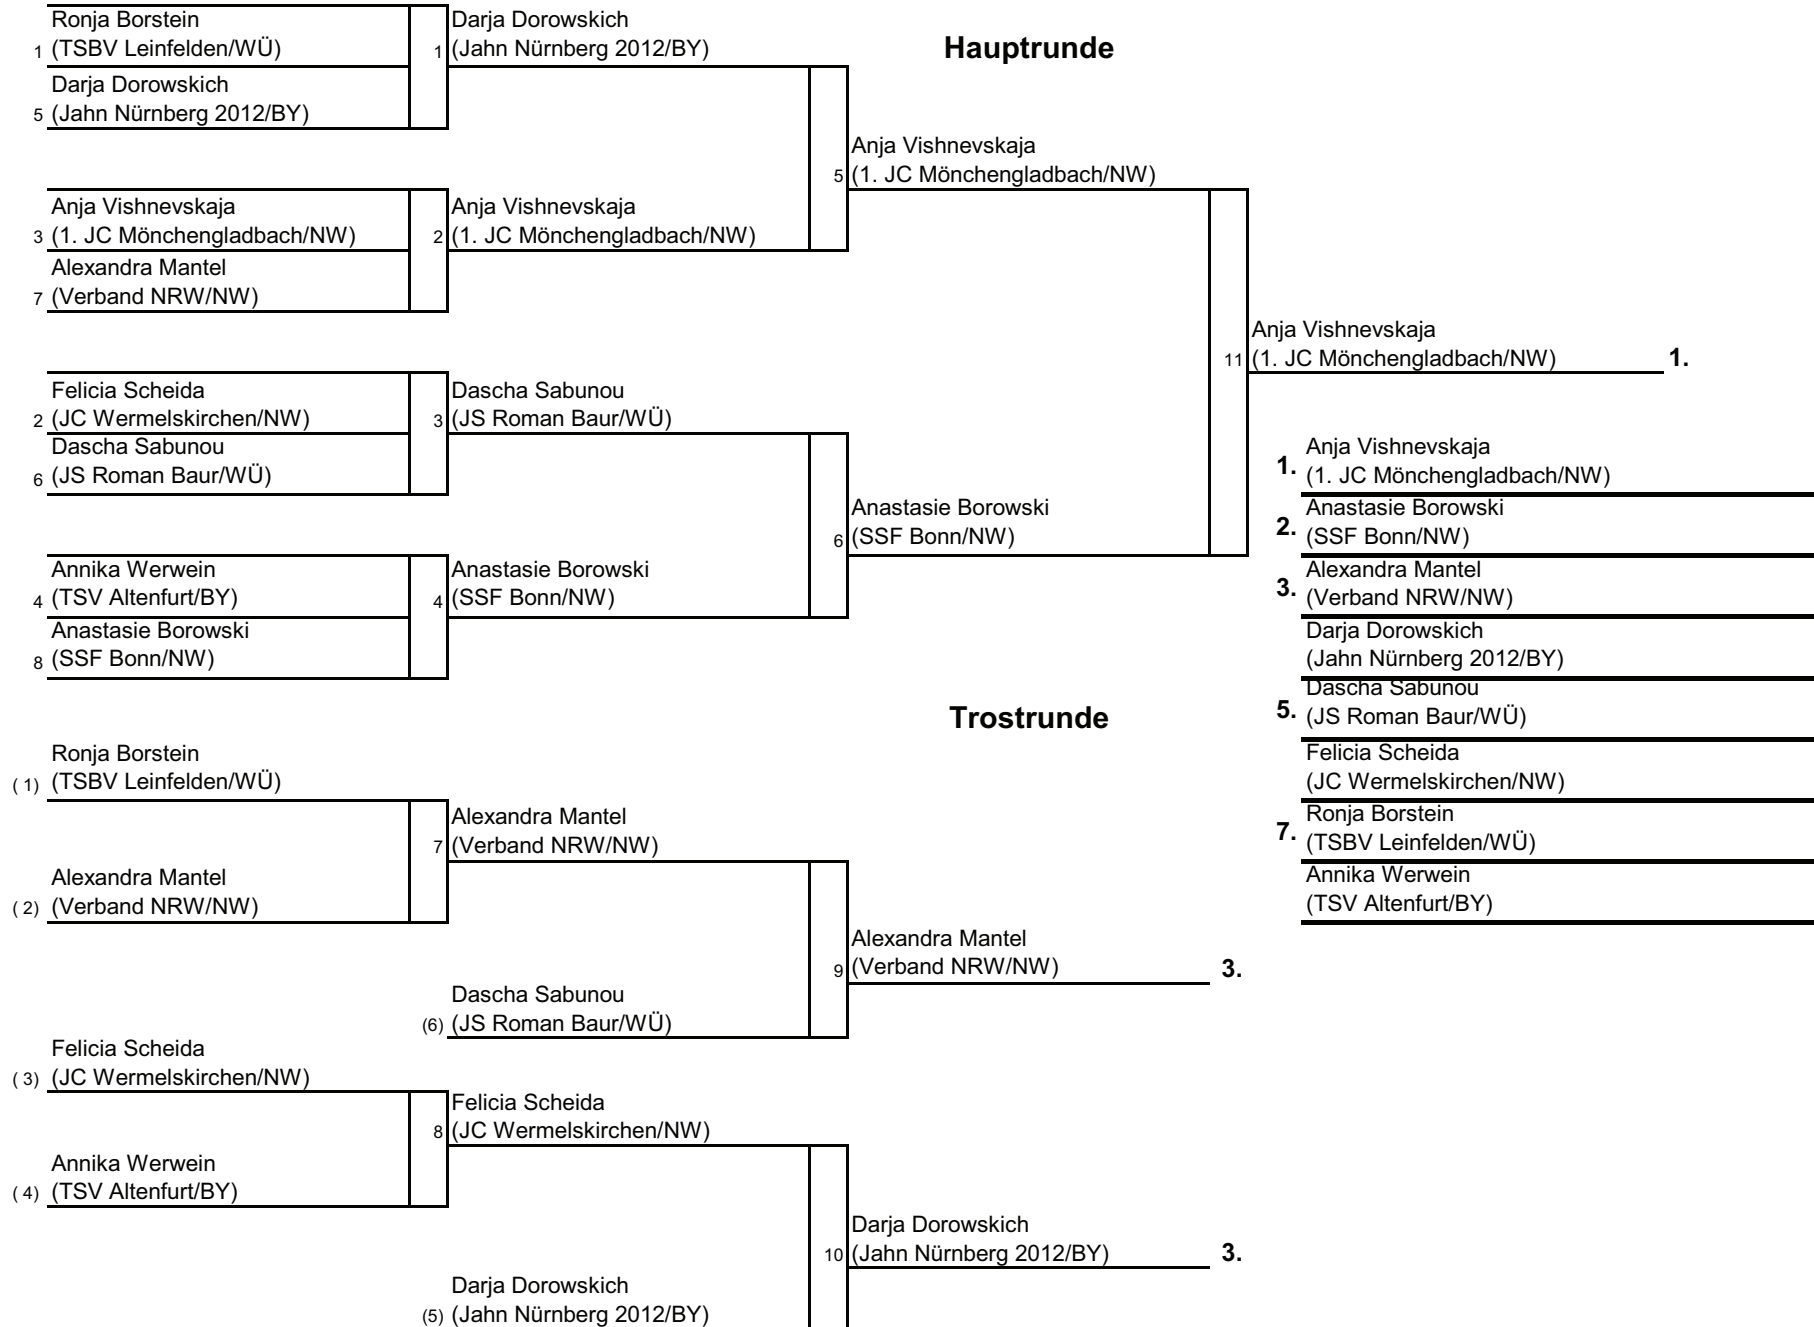 Hauptrunde
Ronja Borstein
1 (TSBV Leinfelden/WÜ)
Darja Dorowskich
5 (Jahn Nürnberg 2012/BY)
Anja Vishnevskaja
3 (1. JC Mönchengladbach/NW)
Alexandra Mantel
7 (Verband NRW/NW)
Felicia Scheida
2 (JC Wermelskirchen/NW)
Dascha Sabunou
6 (JS Roman Baur/WÜ)
Annika Werwein
4 (TSV Altenfurt/BY)
Anastasie Borowski
8 (SSF Bonn/NW)
Darja Dorowskich
1 (Jahn Nürnberg 2012/BY)
Anja Vishnevskaja
2 (1. JC Mönchengladbach/NW)
Dascha Sabunou
3 (JS Roman Baur/WÜ)
Anastasie Borowski
4 (SSF Bonn/NW)
Anja Vishnevskaja
5 (1. JC Mönchengladbach/NW)
Anastasie Borowski
6 (SSF Bonn/NW)
Anja Vishnevskaja
11 (1. JC Mönchengladbach/NW) 1.
Anja Vishnevskaja
1. (1. JC Mönchengladbach/NW)
Anastasie Borowski
2. (SSF Bonn/NW)
Alexandra Mantel
3. (Verband NRW/NW)
Darja Dorowskich
(Jahn Nürnberg 2012/BY)
Dascha Sabunou
5. (JS Roman Baur/WÜ)
Felicia Scheida
(JC Wermelskirchen/NW)
Ronja Borstein
7. (TSBV Leinfelden/WÜ)
Annika Werwein
(TSV Altenfurt/BY)
Trostrunde
Ronja Borstein
( 1) (TSBV Leinfelden/WÜ)
Alexandra Mantel
( 2) (Verband NRW/NW)
Felicia Scheida
( 3) (JC Wermelskirchen/NW)
Annika Werwein
( 4) (TSV Altenfurt/BY)
Alexandra Mantel
7 (Verband NRW/NW)
Dascha Sabunou
(6) (JS Roman Baur/WÜ)
Felicia Scheida
8 (JC Wermelskirchen/NW)
Darja Dorowskich
(5) (Jahn Nürnberg 2012/BY)
Alexandra Mantel
9 (Verband NRW/NW) 3.
Darja Dorowskich
10 (Jahn Nürnberg 2012/BY) 3.